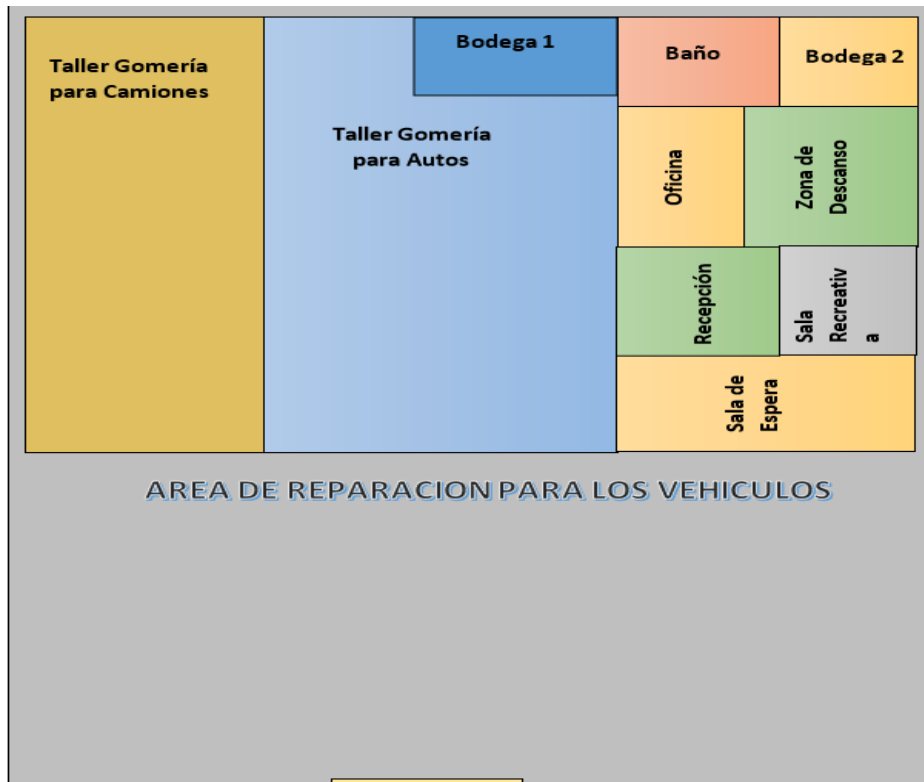 Taller Gomería
para Camiones
Bodega 1
Taller Gomería
para Autos
Baño
Bodega 2
Oficina
Zona de
Descanso
Recepción
Sala
Recreativ
a
Sala de
Espera
AREA DE REPARACION PARA LOS VEHICULOS